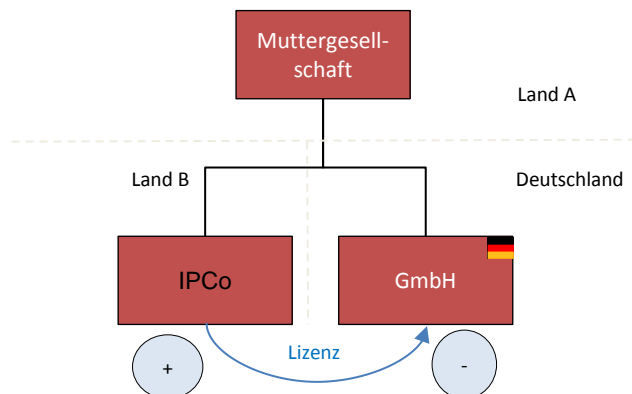 Muttergesell-
schaft
Land A
Land B
Deutschland
IPCo
GmbH
Lizenz
+
-